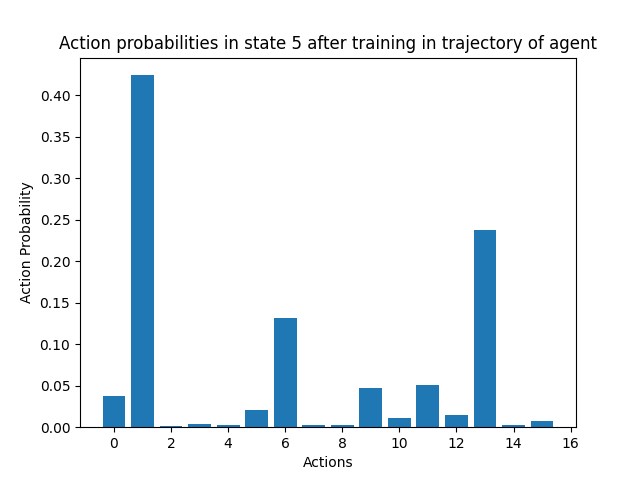 Action probabilities in state 5 after training in trajectory of agent
0.40
0.35
0.30
0.25
0.20
0.15
0.10
0.05
0.00
Action Probability
0 2 4 6 8 10 12 14 16
Actions